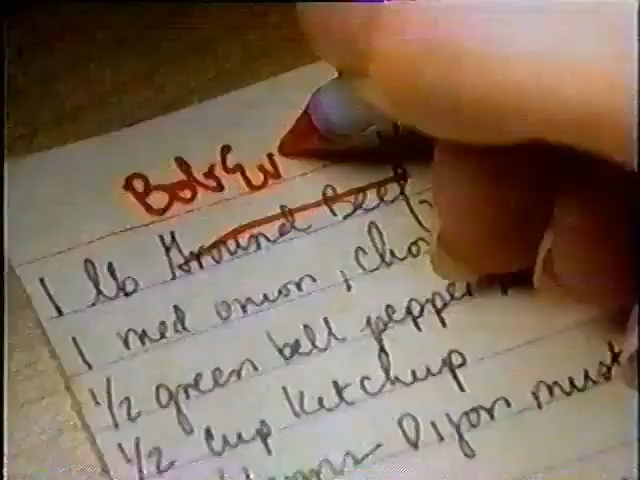 Bob Ev
1 lb Ground Beef,
1 med onion, cho
1/2 green bell pepper
1/2 cup Ketchup
Dijon must